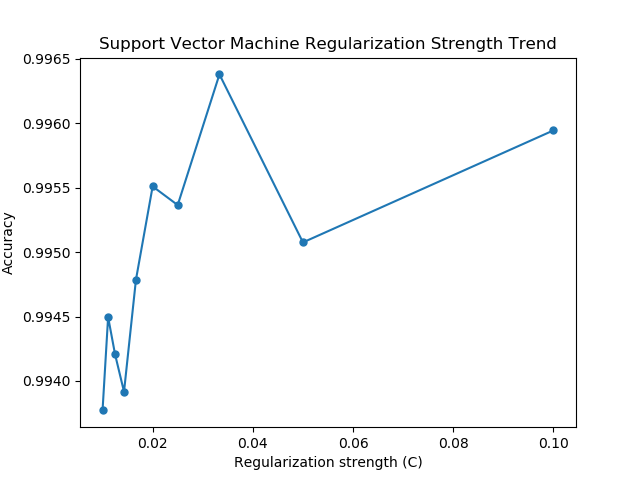 Support Vector Machine Regularization Strength Trend
0.9965
0.9960
0.9955
0.9950
0.9945
0.9940
Accuracy
0.02 0.04 0.06 0.08 0.10
Regularization strength (C)